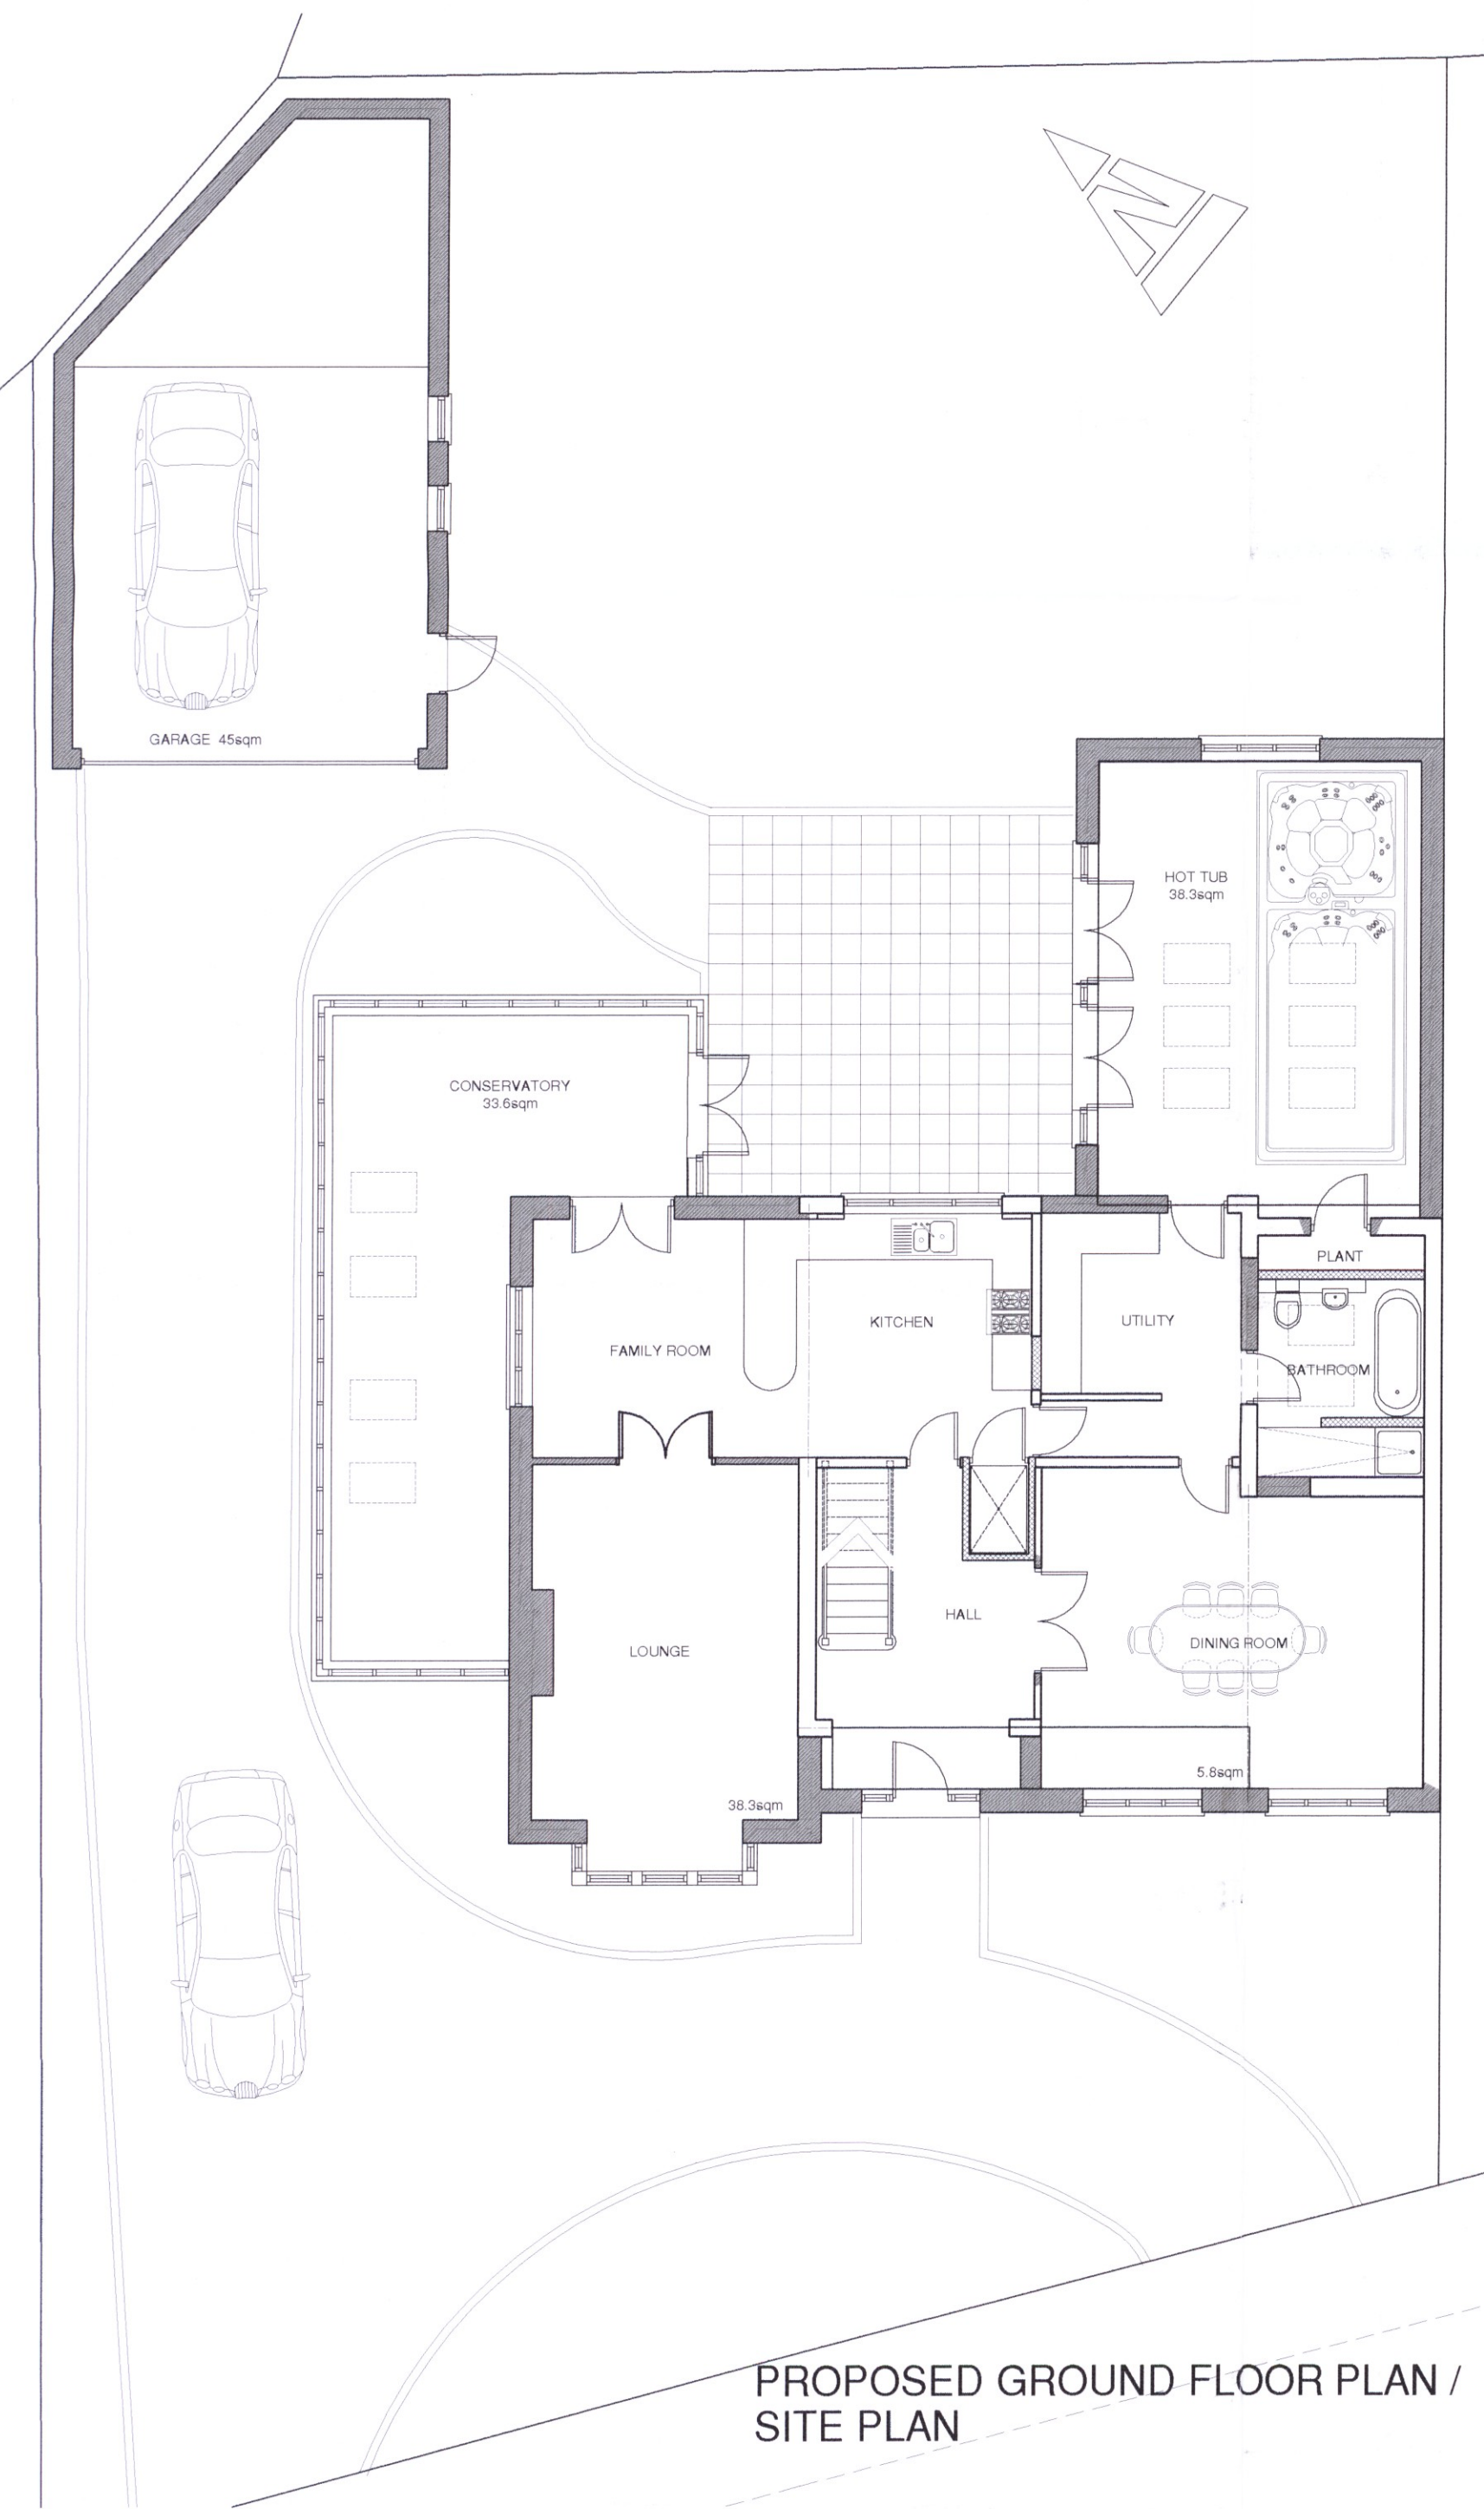 N
GARAGE 45sqm
HOT TUB
38.3sqm
CONSERVATORY
33.6sqm
PLANT
KITCHEN
UTILITY
FAMILY ROOM
BATHROOM
HALL
DINING ROOM
LOUNGE
5.8sqm
38.3sqm
PROPOSED GROUND FLOOR PLAN /
SITE PLAN